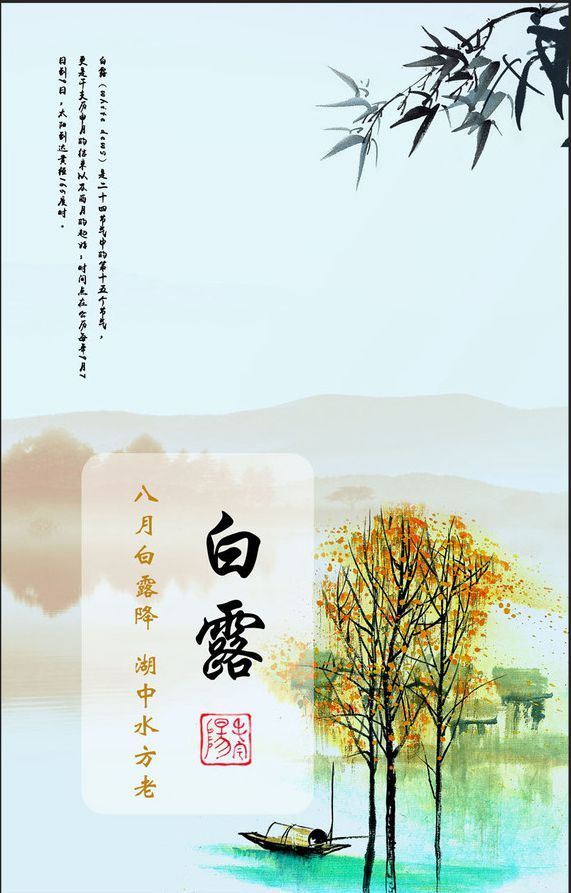 白露（White dews）是二十四节气中的第十五个节气，
更是干支历申月的结束以及酉月的起始；时间点在公历每年9月7
日到9日，太阳到达黄经165度时。
白露
八月白露降 湖中水方老